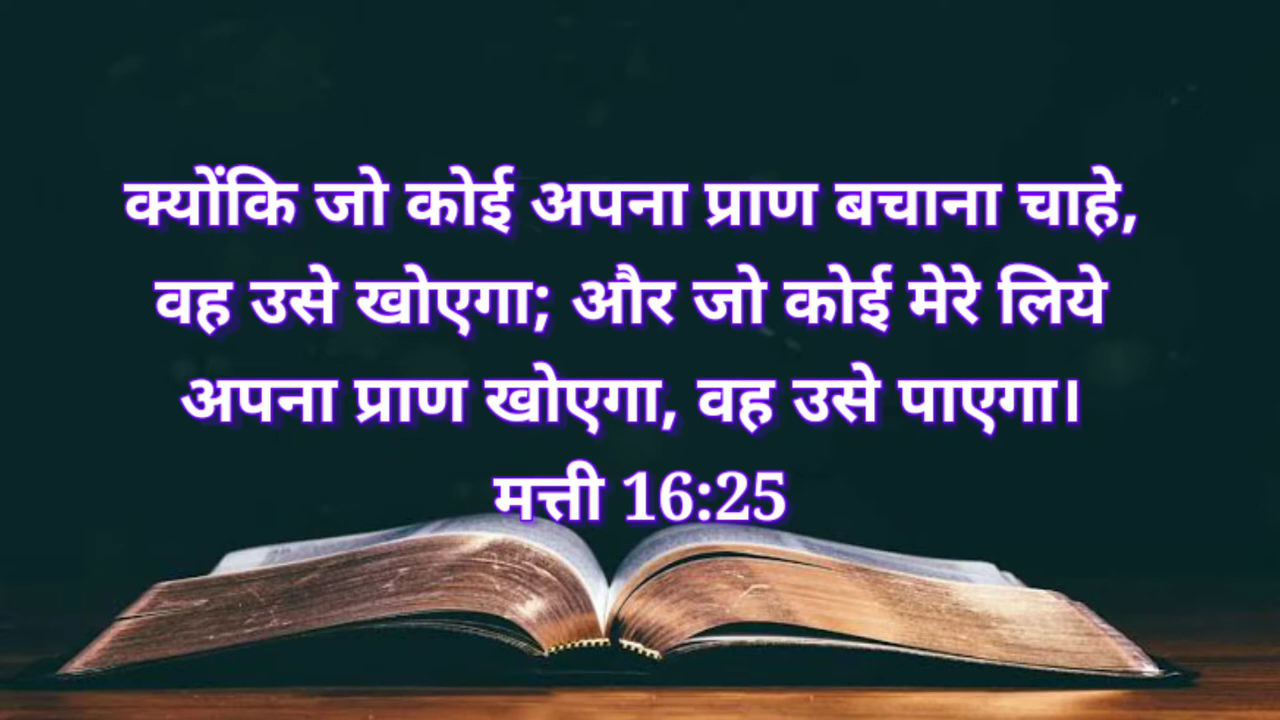 क्योंकि जो कोई अपना प्राण बचाना चाहे,
वह उसे खोएगा; और जो कोई मेरे लिये
अपना प्राण खोएगा, वह उसे पाएगा।
मत्ती 16:25